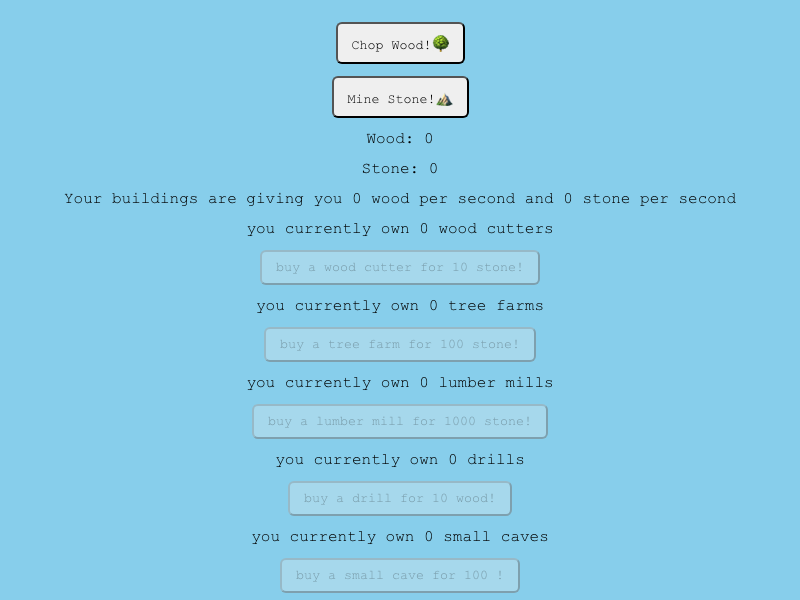 Chop Wood!🌳
Mine Stone!⛰️
Wood: 0
Stone: 0
Your buildings are giving you 0 wood per second and 0 stone per second
you currently own 0 wood cutters
buy a wood cutter for 10 stone!
you currently own 0 tree farms
buy a tree farm for 100 stone!
you currently own 0 lumber mills
buy a lumber mill for 1000 stone!
you currently own 0 drills
buy a drill for 10 wood!
you currently own 0 small caves
buy a small cave for 100 !